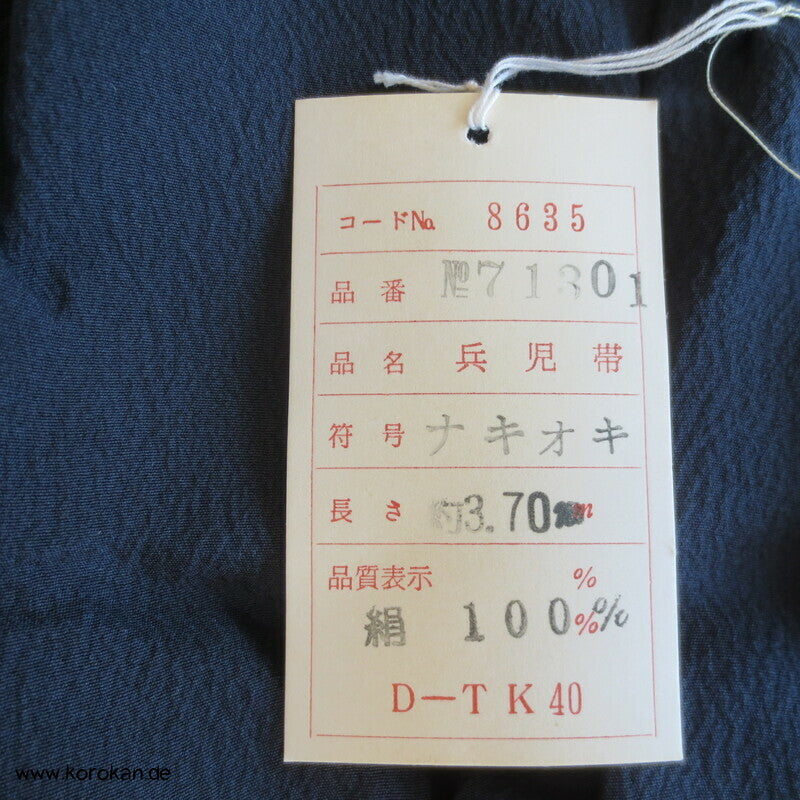 コードNo. 8635
品番 №71301
品名 兵児帯
符号 ナキオキ
長さ 約3.70m
品質表示 %
絹 100%%
D—TK40
www.korokan.de